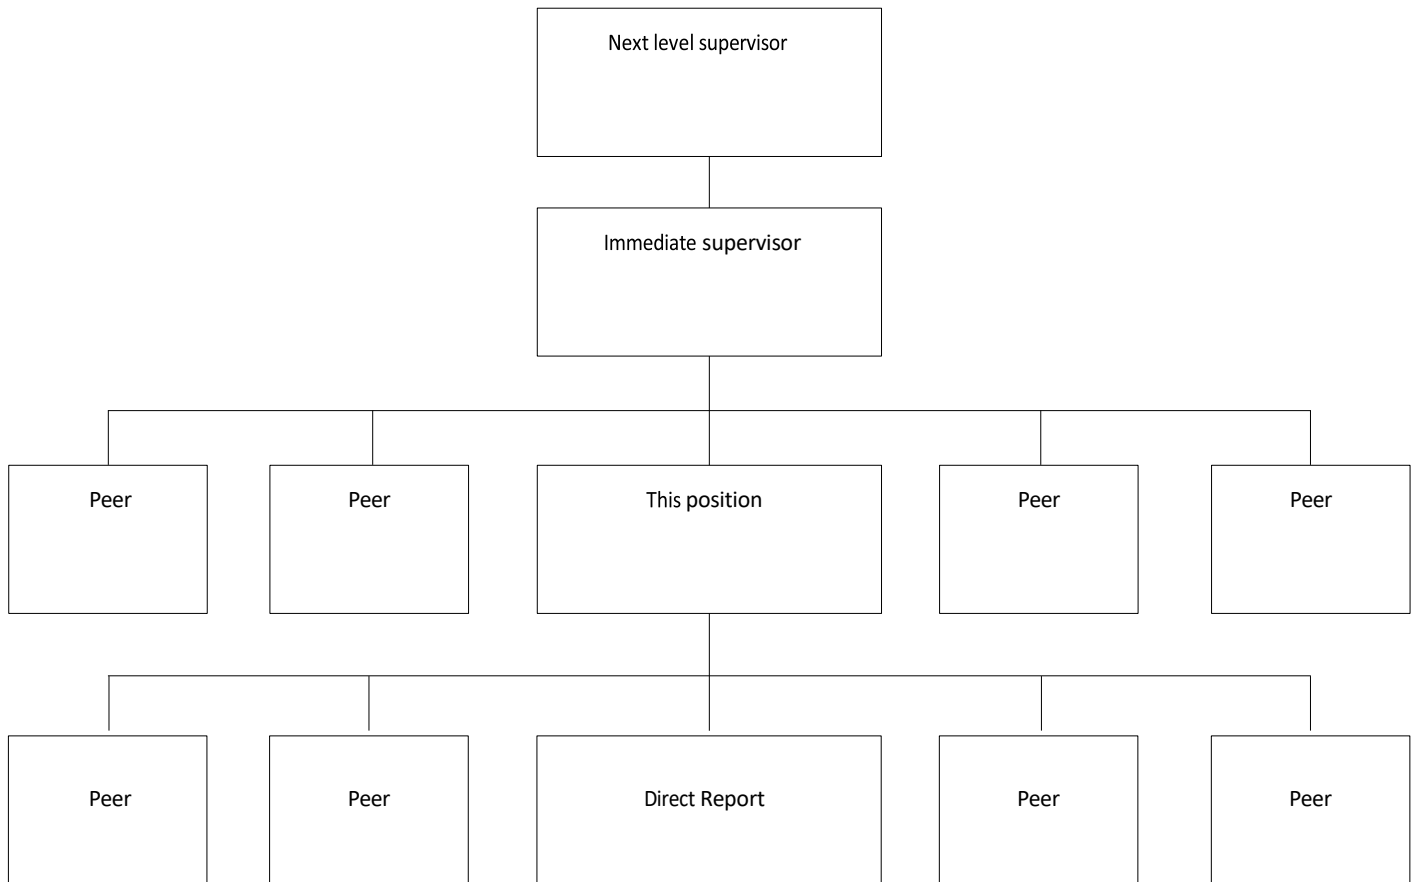 Next level supervisor
Immediate supervisor
Peer
Peer
This position
Peer
Peer
Peer
Peer
Direct Report
Peer
Peer